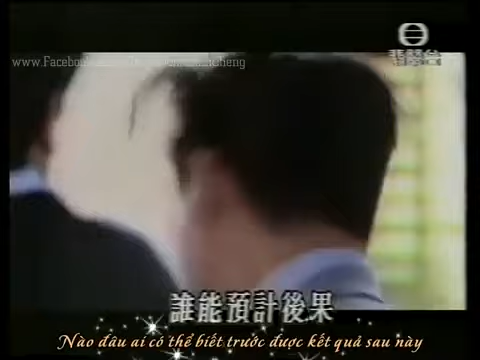 翡翠台
誰能預計後果
Nào đâu ai có thể biết trước được kết quả sau này